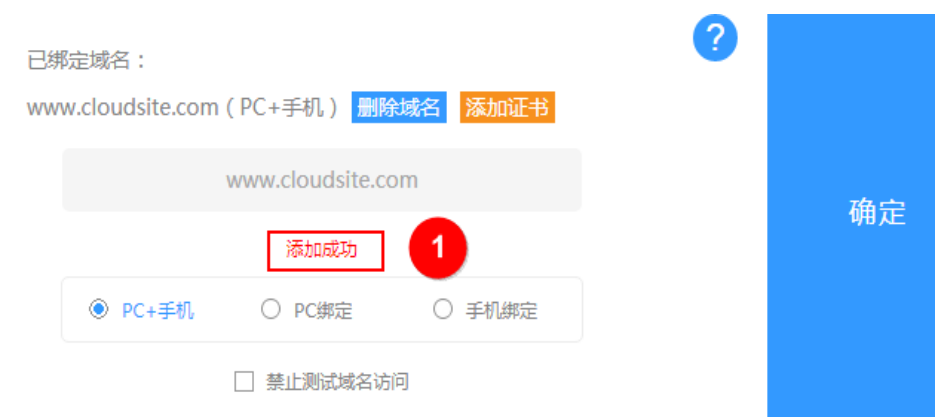 ?
已绑定域名：
www.cloudsite.com（PC+手机） 删除域名 添加证书
www.cloudsite.com
确定
添加成功 1
PC+手机 PC绑定 手机绑定
禁止测试域名访问